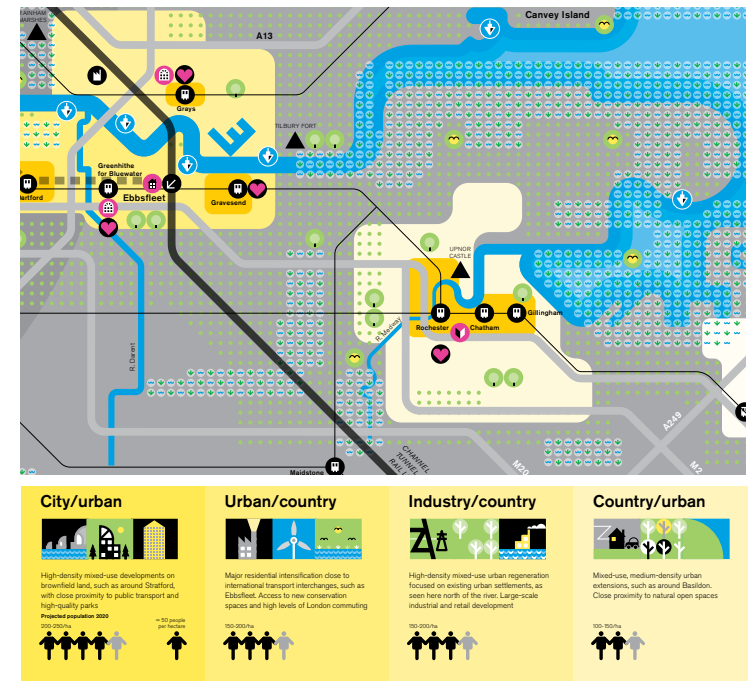 RAINHAM
MARSHES
A13
Canvey Island
Grays
TILBURY FORT
Greenhithe
for Bluewater
Dartford
Ebbsfleet
Gravesend
UPNOR
CASTLE
R. Medway
Rochester
Chatham
Gillingham
R. Darent
A249
CHANNEL
TUNNEL
RAIL L
M20
M2
Maidstone
City/urban
High-density mixed-use developments on
brownfield land, such as around Stratford,
with close proximity to public transport and
high-quality parks
Projected population 2020
200-250/ha
= 50 people
per hectare
Urban/country
Major residential intensification close to
international transport interchanges, such as
Ebbsfleet. Access to new conservation
spaces and high levels of London commuting
150-200/ha
Industry/country
High-density mixed-use urban regeneration
focused on existing urban settlements, as
seen here north of the river. Large-scale
industrial and retail development
150-200/ha
Country/urban
Mixed-use, medium-density urban
extensions, such as around Basildon.
Close proximity to natural open spaces
100-150/ha